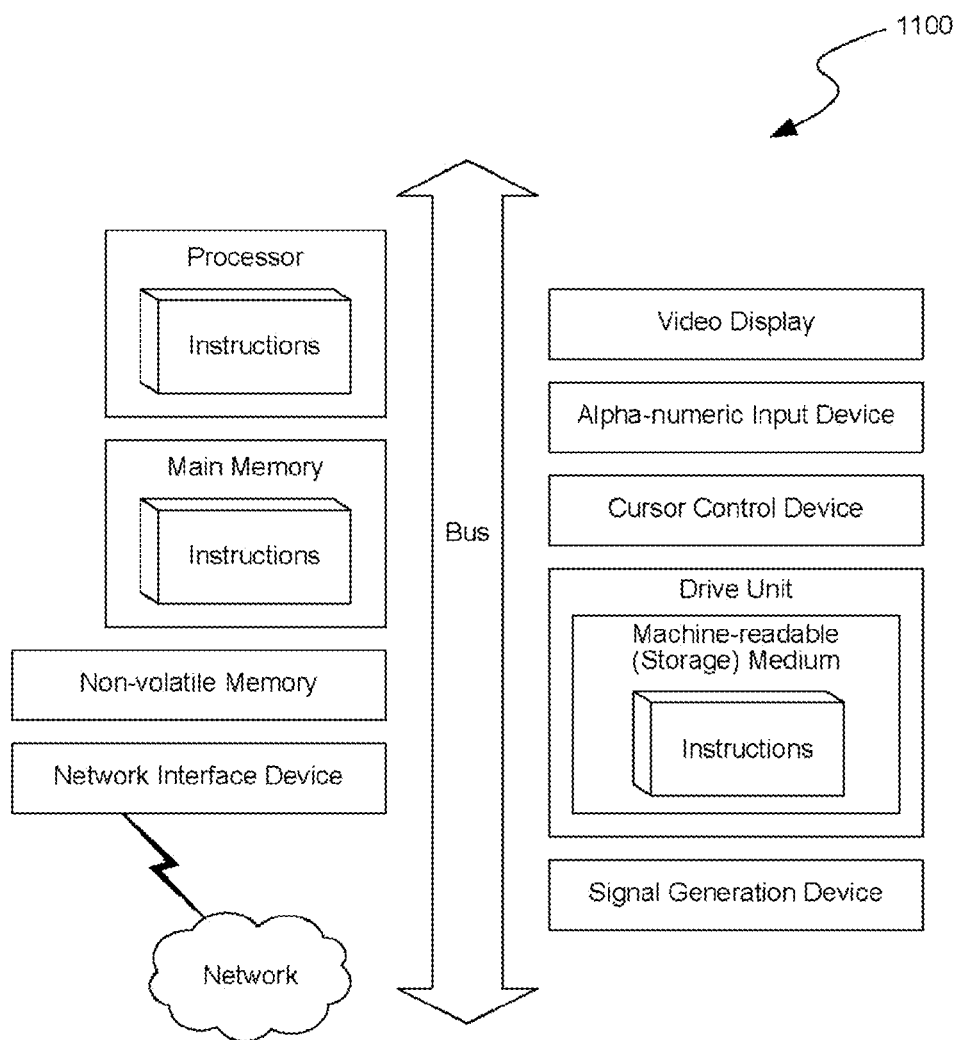 1100
Processor
Instructions
Main Memory
Instructions
Non-volatile Memory
Network Interface Device
Network
Bus
Video Display
Alpha-numeric Input Device
Cursor Control Device
Drive Unit
Machine-readable
(Storage) Medium
Instructions
Signal Generation Device